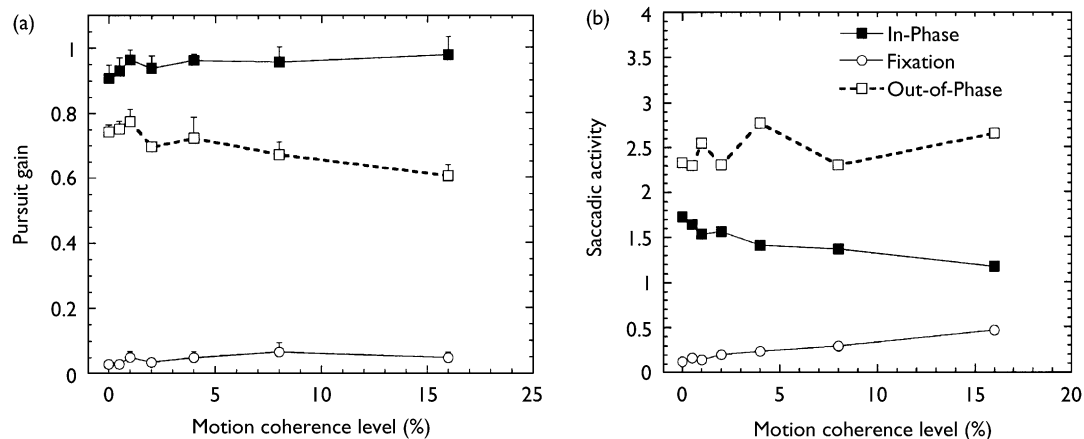 (a)
1
0.8
0.6
0.4
0.2
0
Pursuit gain
0 5 10 15 20 25
Motion coherence level (%)
(b)
4
3.5
3
2.5
2
1.5
1
0.5
0
Saccadic activity
In-Phase
Fixation
Out-of-Phase
0 5 10 15 20
Motion coherence level (%)